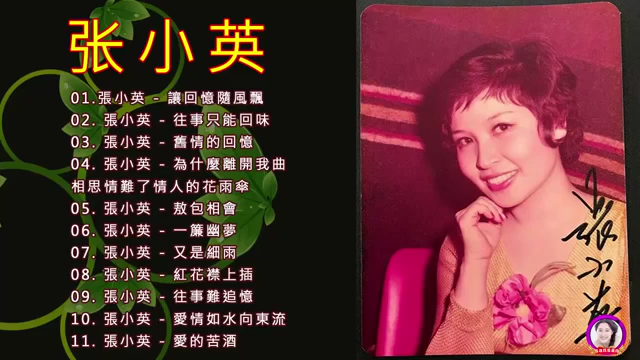 张小英
01.張小英 - 讓回憶隨風飄
02. 張小英 - 往事只能回味
03. 張小英 - 舊情的回憶
04. 張小英 - 為什麼離開我曲
相思情難了情人的花雨傘
05. 張小英 - 敖包相會
06. 張小英 - 一簾幽夢
07. 張小英 - 又是細雨
08. 張小英 - 紅花襟上插
09. 張小英 - 往事難追憶
10. 張小英 - 愛情如水向東流
11. 張小英 - 愛的苦酒
張小英